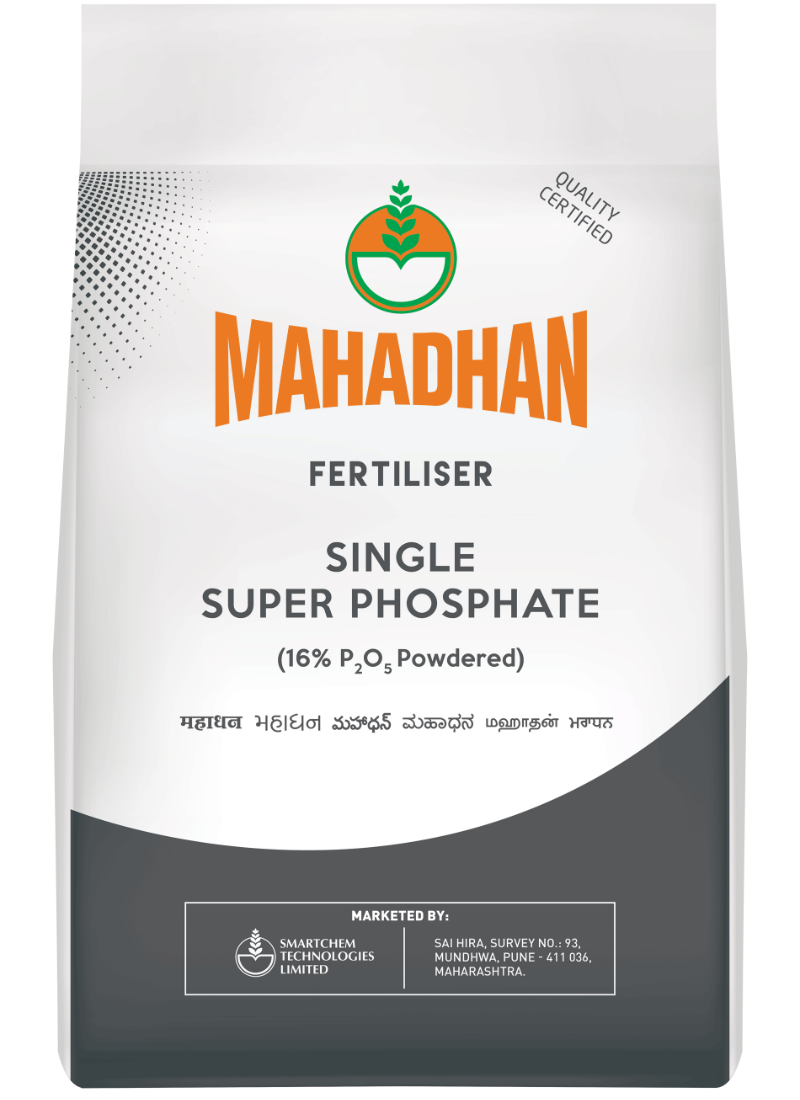 QUALITY
CERTIFIED
MAHADHAN
FERTILISER
SINGLE
SUPER PHOSPHATE
(16% P₂O₅ Powdered)
महाधन મહાધન మహాధన్ ಮಹಾಧನ மஹாதன் ਮਹਾਧਨ
MARKETED BY:
SMARTCHEM
TECHNOLOGIES
LIMITED
SAI HIRA, SURVEY NO.: 93,
MUNDHWA, PUNE - 411 036,
MAHARASHTRA.